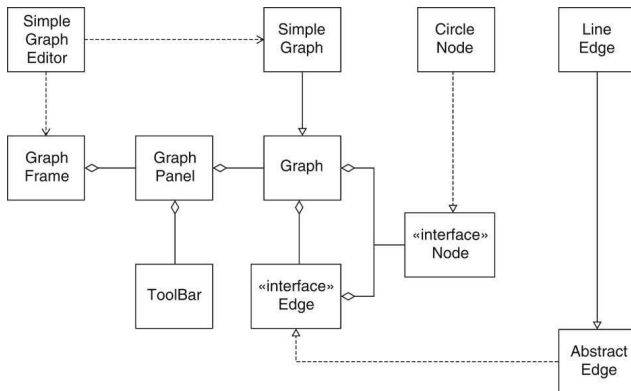 Simple
Graph
Editor
Simple
Graph
Circle
Node
Line
Edge
Graph
Frame
Graph
Panel
Graph
«interface»
Node
ToolBar
«interface»
Edge
Abstract
Edge